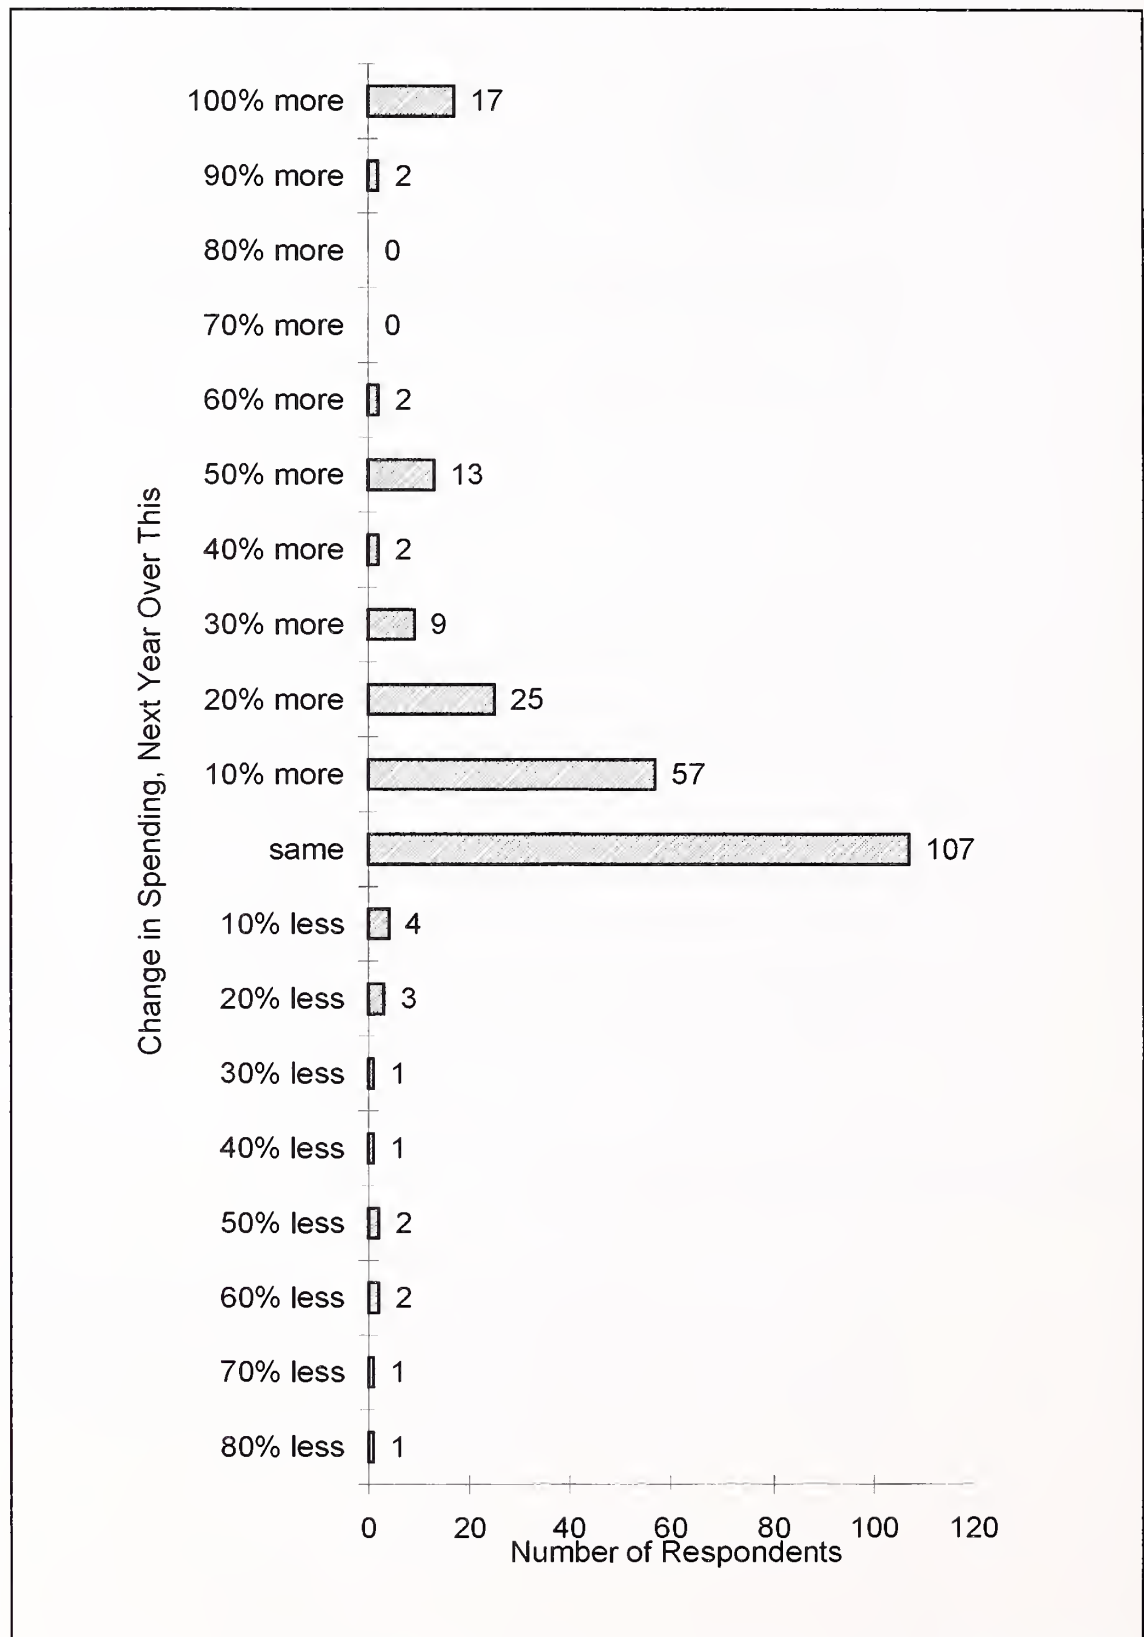 100% more 17
90% more 2
80% more 0
70% more 0
60% more 2
50% more 13
40% more 2
30% more 9
20% more 25
10% more 57
same 107
10% less 4
20% less 3
30% less 1
40% less 1
50% less 2
60% less 2
70% less 1
80% less 1
Change in Spending, Next Year Over This
0 20 40 60 80 100 120
Number of Respondents